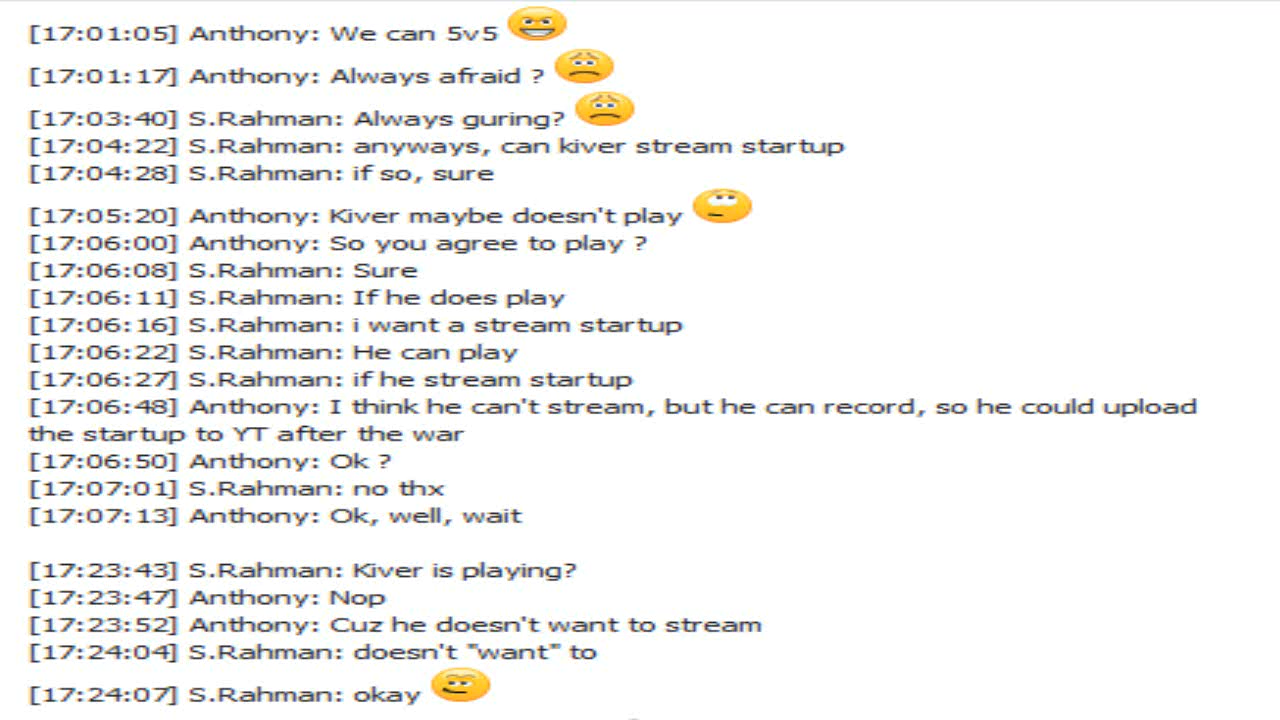 [17:01:05] Anthony: We can 5v5
[17:01:17] Anthony: Always afraid ?
[17:03:40] S.Rahman: Always guring?
[17:04:22] S.Rahman: anyways, can kiver stream startup
[17:04:28] S.Rahman: if so, sure
[17:05:20] Anthony: Kiver maybe doesn't play
[17:06:00] Anthony: So you agree to play ?
[17:06:08] S.Rahman: Sure
[17:06:11] S.Rahman: If he does play
[17:06:16] S.Rahman: i want a stream startup
[17:06:22] S.Rahman: He can play
[17:06:27] S.Rahman: if he stream startup
[17:06:48] Anthony: I think he can't stream, but he can record, so he could upload
the startup to YT after the war
[17:06:50] Anthony: Ok ?
[17:07:01] S.Rahman: no thx
[17:07:13] Anthony: Ok, well, wait
[17:23:43] S.Rahman: Kiver is playing?
[17:23:47] Anthony: Nop
[17:23:52] Anthony: Cuz he doesn't want to stream
[17:24:04] S.Rahman: doesn't "want" to
[17:24:07] S.Rahman: okay